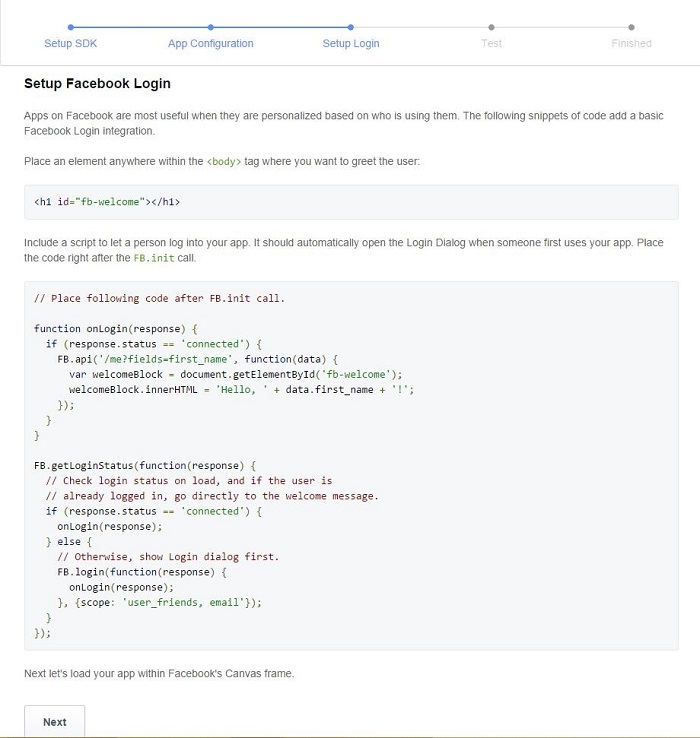 Setup SDK
App Configuration
Setup Login
Test
Finished
Setup Facebook Login
Apps on Facebook are most useful when they are personalized based on who is using them. The following snippets of code add a basic
Facebook Login integration.
Place an element anywhere within the <body> tag where you want to greet the user:
<h1 id="fb-welcome"></h1>
Include a script to let a person log into your app. It should automatically open the Login Dialog when someone first uses your app. Place
the code right after the FB.init call.
// Place following code after FB.init call.
function onLogin(response) {
  if (response.status == 'connected') {
    FB.api('/me?fields=first_name', function(data) {
      var welcomeBlock = document.getElementById('fb-welcome');
      welcomeBlock.innerHTML = 'Hello, ' + data.first_name + '!';
    });
  }
}
FB.getLoginStatus(function(response) {
  // Check login status on load, and if the user is
  // already logged in, go directly to the welcome message.
  if (response.status == 'connected') {
    onLogin(response);
  } else {
    // Otherwise, show Login dialog first.
    FB.login(function(response) {
      onLogin(response);
    }, {scope: 'user_friends, email'});
  }
});
Next let's load your app within Facebook's Canvas frame.
Next